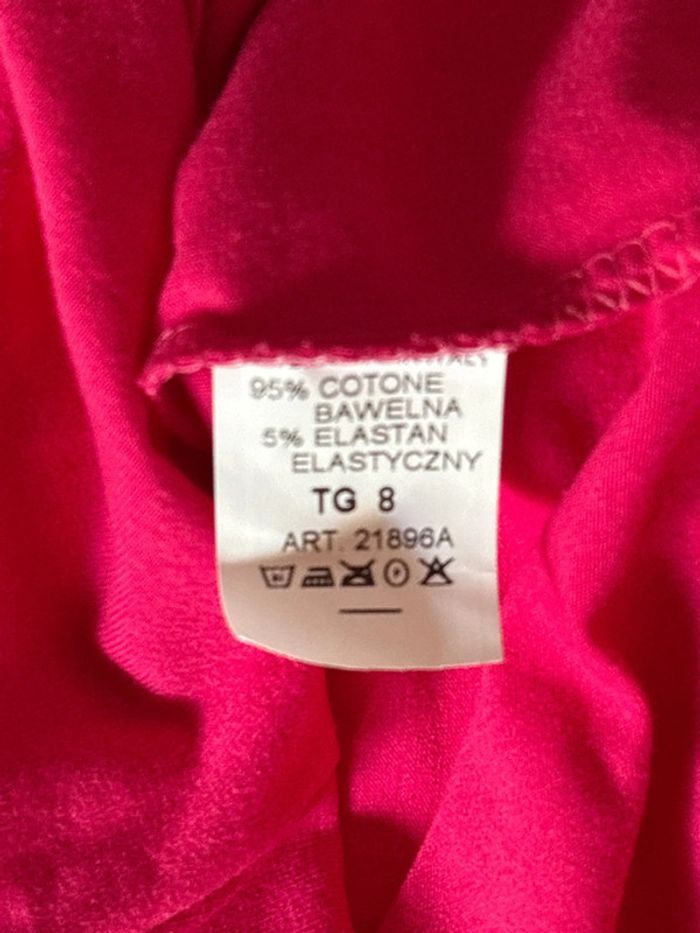 95% COTONE
BAWELNA
5% ELASTAN
ELASTYCZNY
TG 8
ART. 21896A